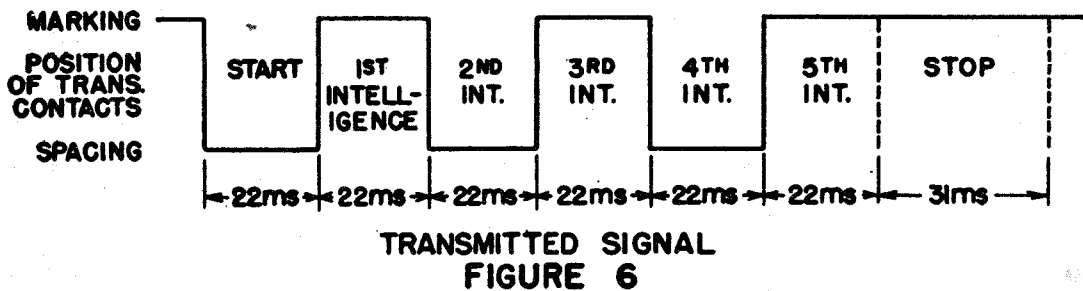 MARKING
POSITION
OF TRANS.
CONTACTS
SPACING
START
1ST
INTELL-
IGENCE
2ND
INT.
3RD
INT.
4TH
INT.
5TH
INT.
STOP
22ms 22ms 22ms 22ms 22ms 22ms 31ms
TRANSMITTED SIGNAL
FIGURE 6